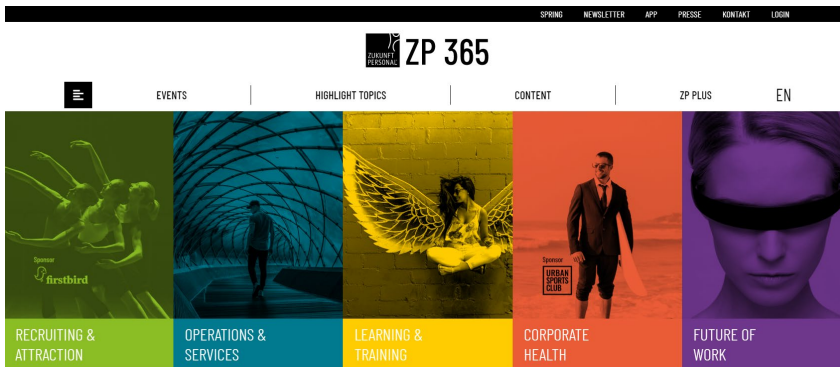 SPRING NEWSLETTER APP PRESSE KONTAKT LOGIN
ZUKUNFT
PERSONAL
ZP 365
EVENTS HIGHLIGHT TOPICS CONTENT ZP PLUS EN
Sponsor
firstbird
Sponsor
URBAN
SPORTS
CLUB
RECRUITING &
ATTRACTION
OPERATIONS &
SERVICES
LEARNING &
TRAINING
CORPORATE
HEALTH
FUTURE OF
WORK